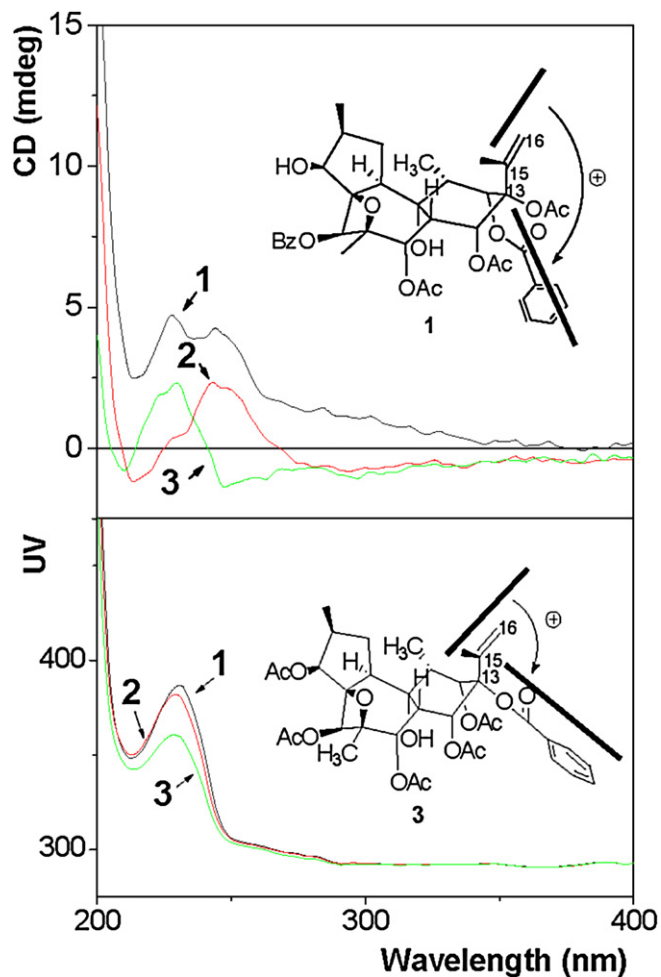 CD (mdeg)
15
10
5
0
1
2
3
16
15
13
H₃C
HO
H
H
O
BzO
OH
OAc
OAc
OAc
O
O
⊕
1
UV
400
300
1
2
3
16
15
13
H₃C
AcO
H
H
O
AcO
H₃C
OH
OAc
OAc
OAc
O
O
⊕
3
200
300
400
Wavelength (nm)